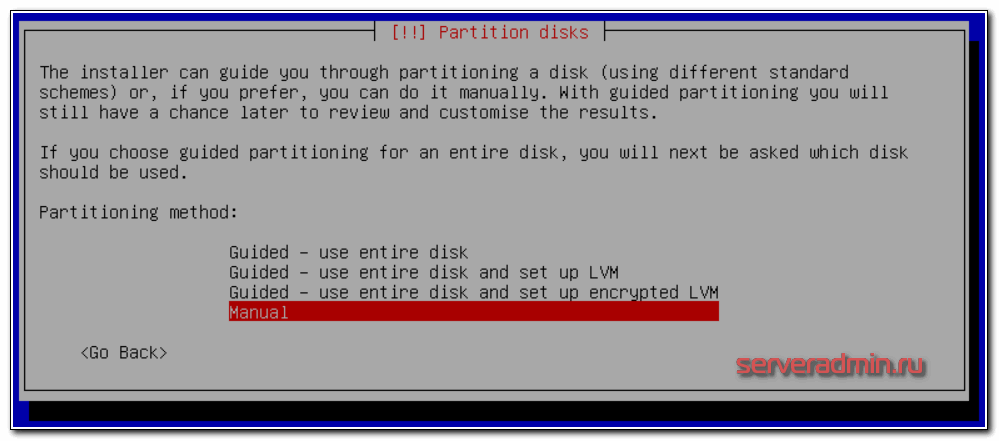 [!!] Partition disks
The installer can guide you through partitioning a disk (using different standard
schemes) or, if you prefer, you can do it manually. With guided partitioning you will
still have a chance later to review and customise the results.
If you choose guided partitioning for an entire disk, you will next be asked which disk
should be used.
Partitioning method:
Guided - use entire disk
Guided - use entire disk and set up LVM
Guided - use entire disk and set up encrypted LVM
Manual
<Go Back>
serveradmin.ru